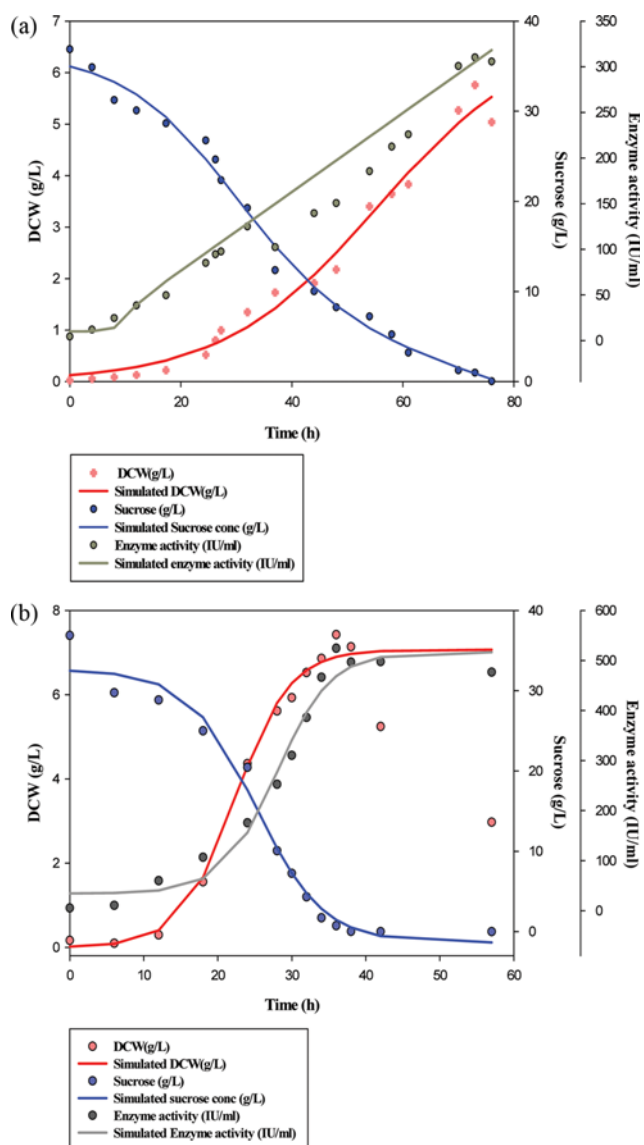 (a)
7
6
5
4
3
2
1
0
DCW (g/L)
40
30
20
10
0
Sucrose (g/L)
350
300
250
200
150
100
50
0
Enzyme activity (IU/ml)
0 20 40 60 80
Time (h)
DCW(g/L)
Simulated DCW(g/L)
Sucrose (g/L)
Simulated Sucrose conc (g/L)
Enzyme activity (IU/ml)
Simulated enzyme activity (IU/ml)
(b)
8
6
4
2
0
DCW (g/L)
40
30
20
10
0
Sucrose (g/L)
600
500
400
300
200
100
0
Enzyme activity (IU/ml)
0 10 20 30 40 50 60
Time (h)
DCW(g/L)
Simulated DCW(g/L)
Sucrose (g/L)
Simulated sucrose conc (g/L)
Enzyme activity (IU/ml)
Simulated Enzyme activity (IU/ml)